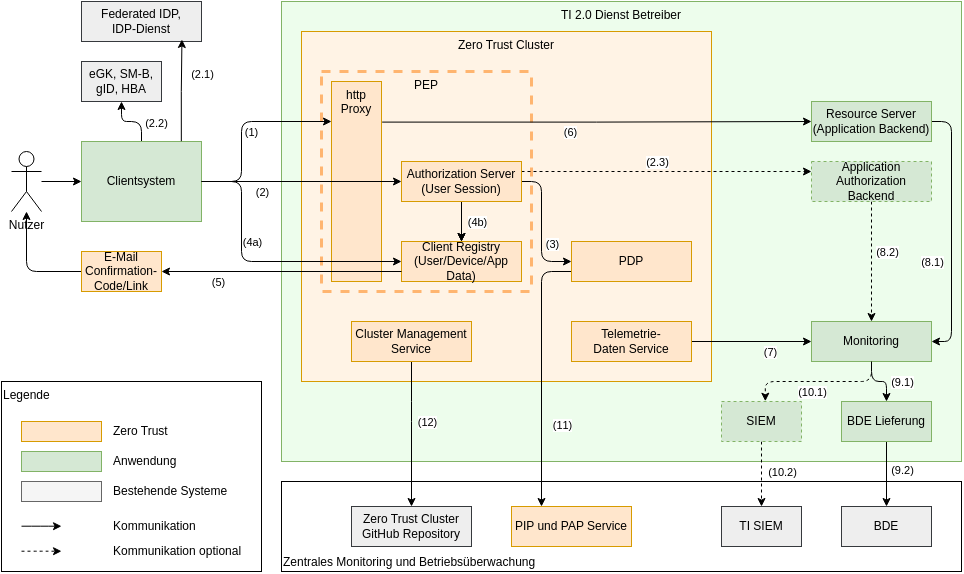 Federated IDP,
IDP-Dienst
TI 2.0 Dienst Betreiber
Zero Trust Cluster
eGK, SM-B,
gID, HBA
(2.1)
PEP
http
Proxy
(2.2)
(1)
(6)
Resource Server
(Application Backend)
Clientsystem
(2)
Authorization Server
(User Session)
(2.3)
Application
Authorization
Backend
Nutzer
(4b)
(4a)
(3)
(8.2)
(8.1)
E-Mail
Confirmation-
Code/Link
(5)
Client Registry
(User/Device/App
Data)
PDP
Cluster Management
Service
Telemetrie-
Daten Service
(7)
Monitoring
(10.1)
(9.1)
Legende
Zero Trust
Anwendung
Bestehende Systeme
Kommunikation
Kommunikation optional
(12)
(11)
SIEM
BDE Lieferung
(10.2)
(9.2)
Zero Trust Cluster
GitHub Repository
PIP und PAP Service
TI SIEM
BDE
Zentrales Monitoring und Betriebsüberwachung